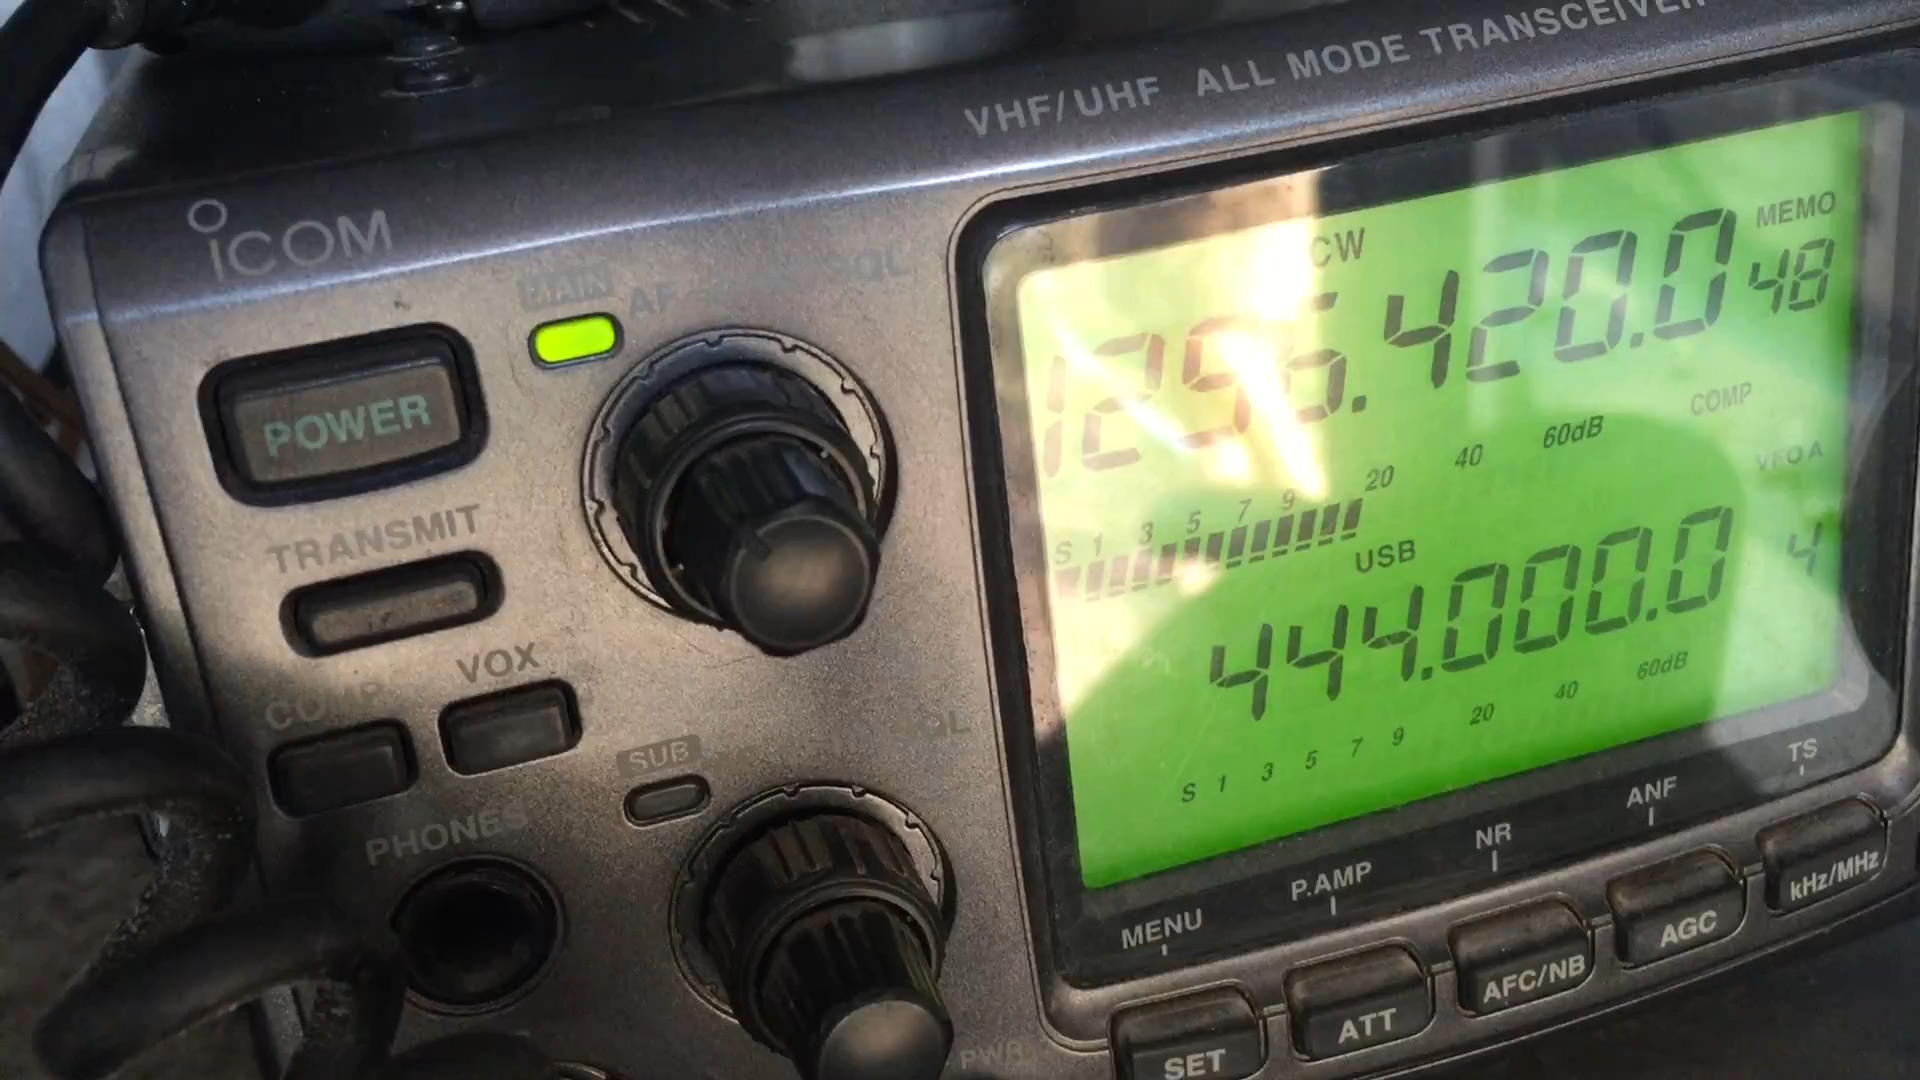 VHF/UHF ALL MODE TRANSCEIVER
ICOM
MAIN
AF
SQL
POWER
TRANSMIT
COMP
VOX
PHONES
SUB
SQL
PWR
CW
MEMO
1296.420.0
48
COMP
S 1 3 5 7 9 20 40 60dB
VFO A
USB
444.000.0
4
S 1 3 5 7 9 20 40 60dB
MENU
P.AMP
NR
ANF
TS
SET
ATT
AFC/NB
AGC
kHz/MHz